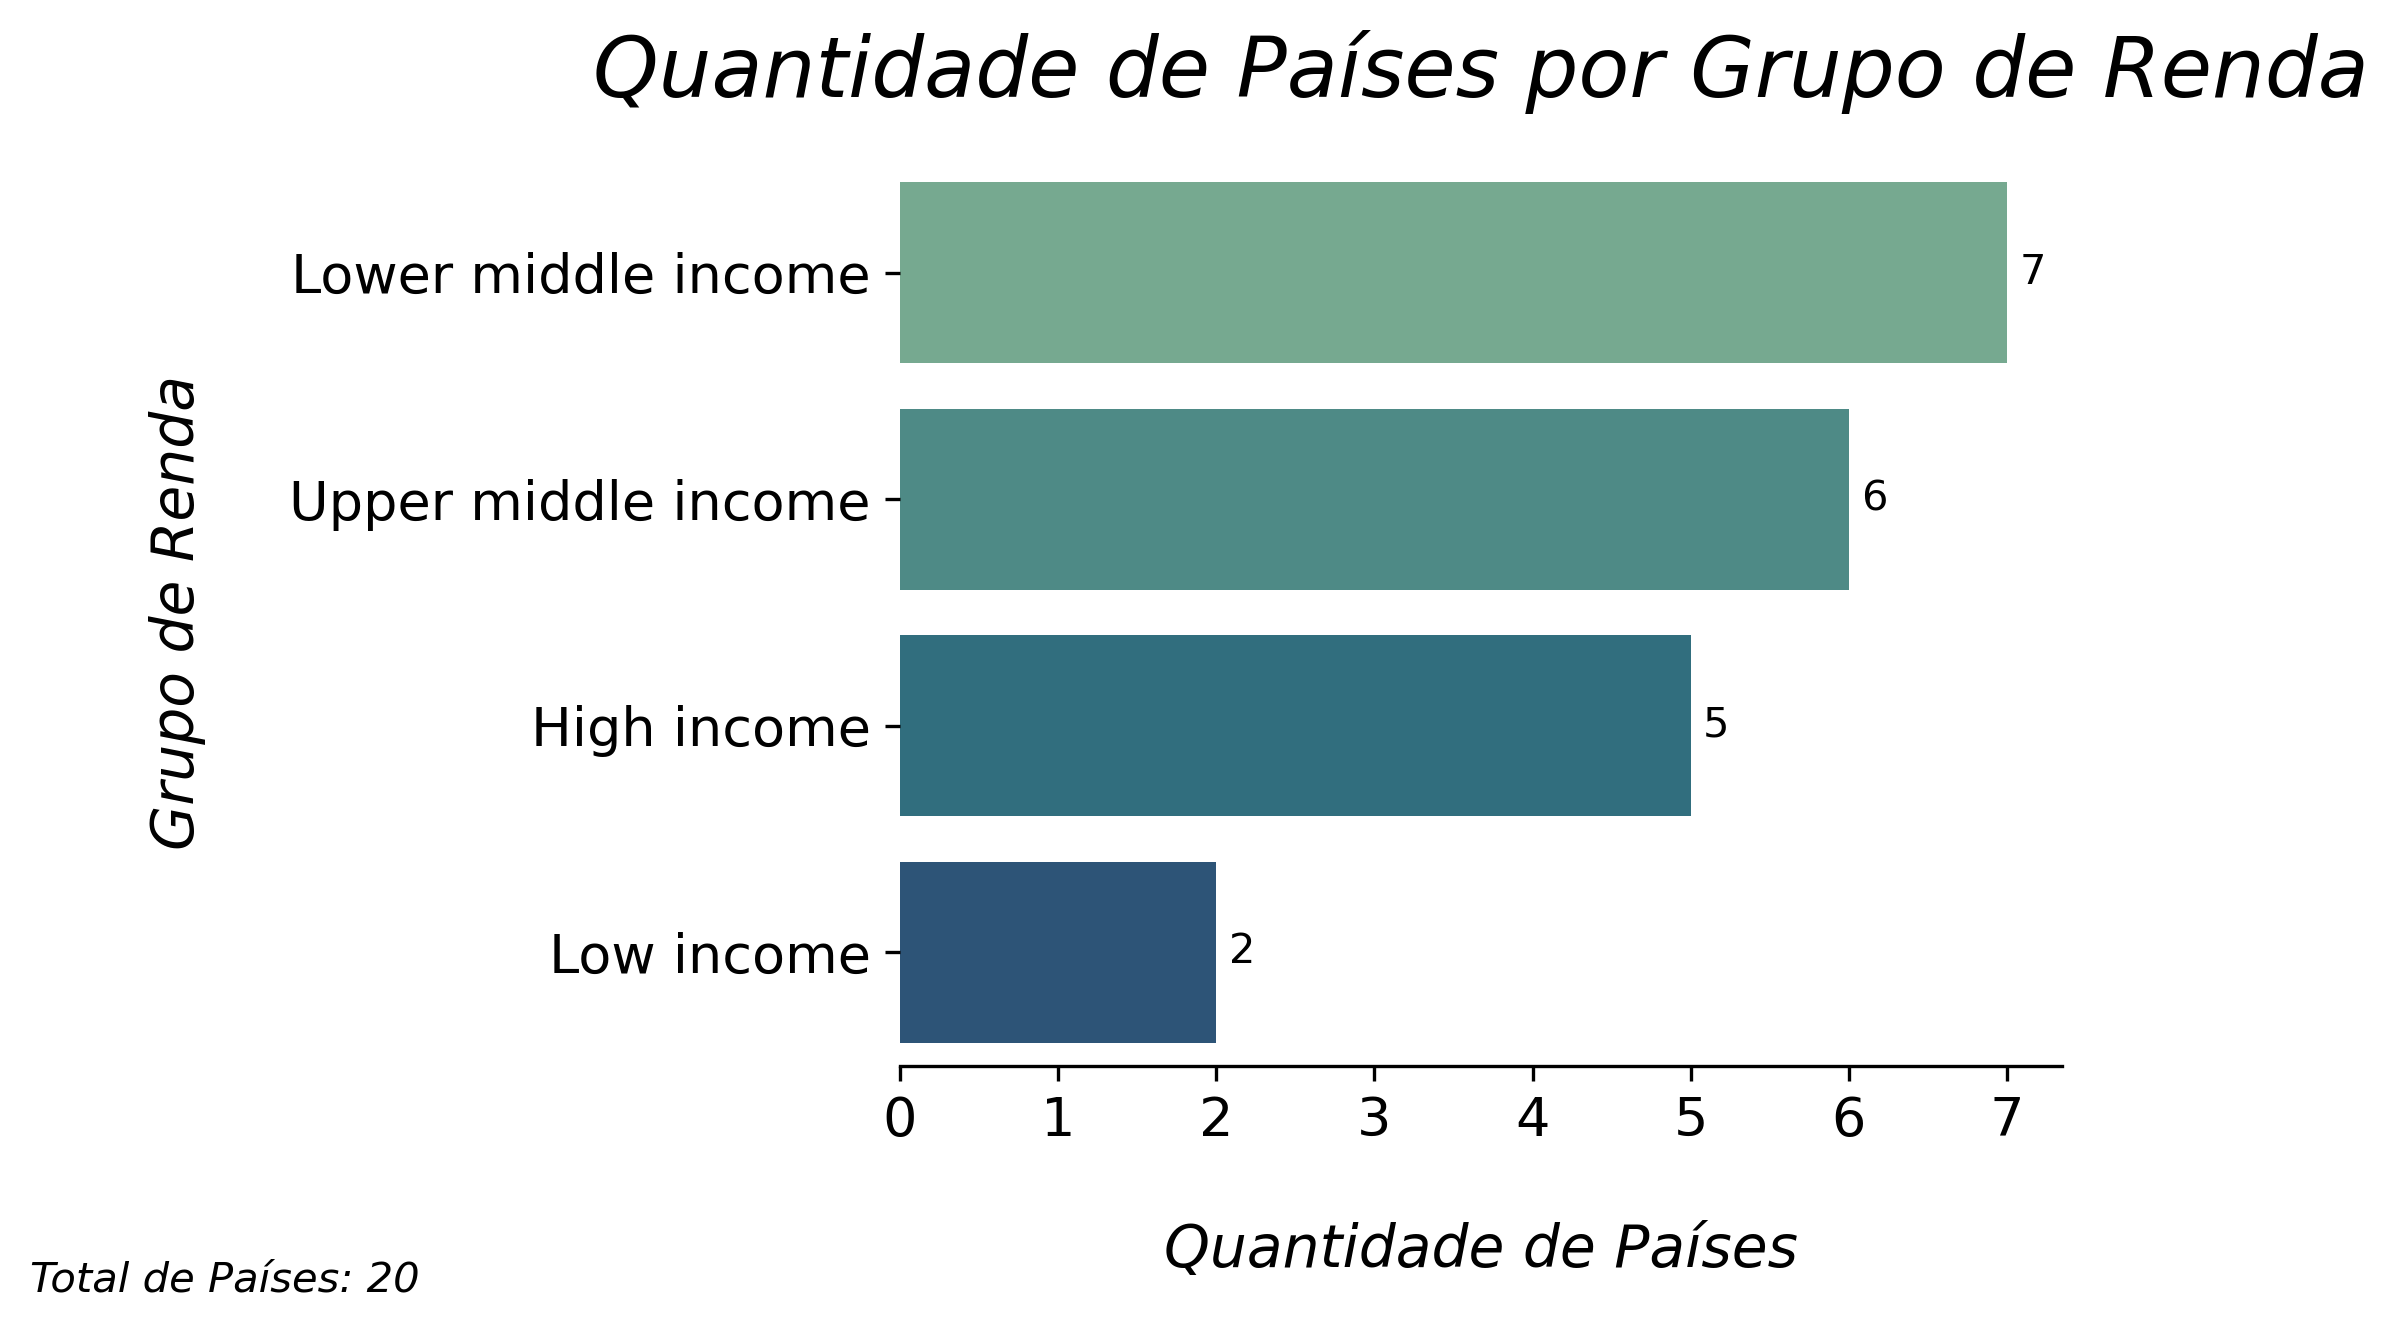 Quantidade de Países por Grupo de Renda
Grupo de Renda
Lower middle income
7
Upper middle income
6
High income
5
Low income
2
0 1 2 3 4 5 6 7
Quantidade de Países
Total de Países: 20